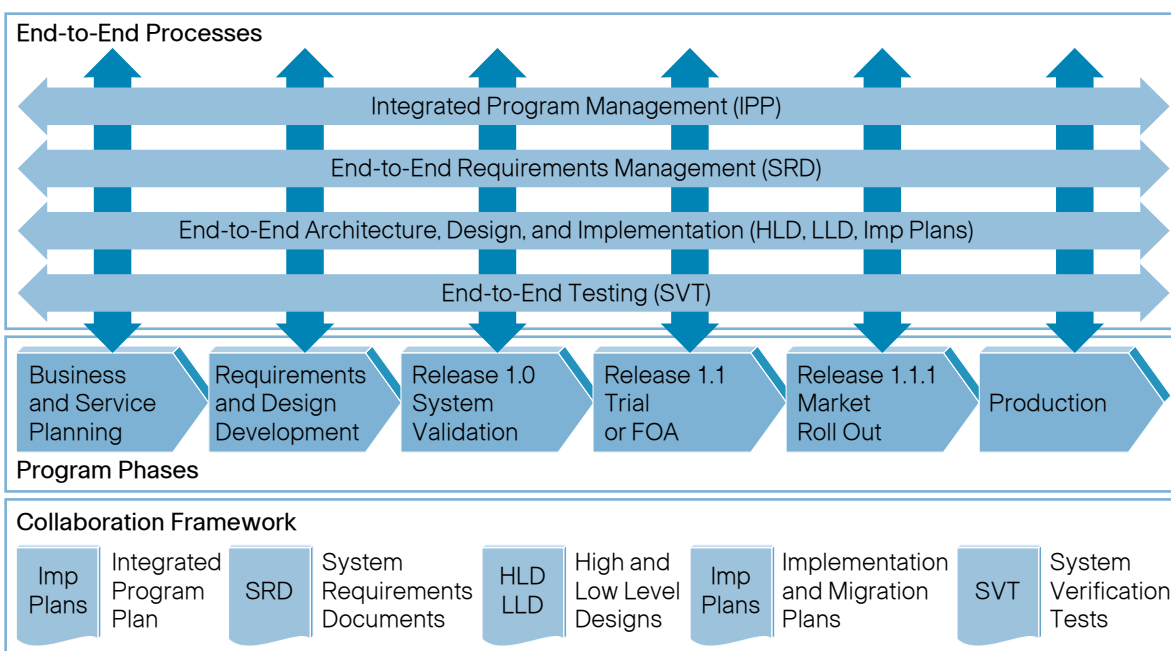 End-to-End Processes
Integrated Program Management (IPP)
End-to-End Requirements Management (SRD)
End-to-End Architecture, Design, and Implementation (HLD, LLD, Imp Plans)
End-to-End Testing (SVT)
Business
and Service
Planning
Requirements
and Design
Development
Release 1.0
System
Validation
Release 1.1
Trial
or FOA
Release 1.1.1
Market
Roll Out
Production
Program Phases
Collaboration Framework
Imp
Plans
Integrated
Program
Plan
SRD
System
Requirements
Documents
HLD
LLD
High and
Low Level
Designs
Imp
Plans
Implementation
and Migration
Plans
SVT
System
Verification
Tests